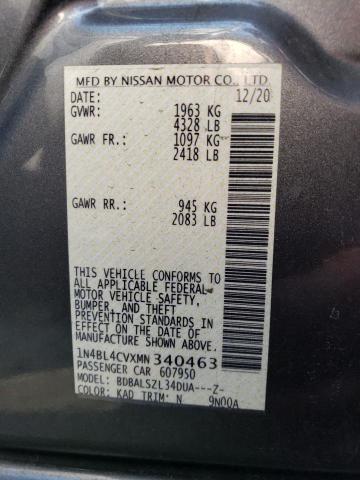 MFD BY NISSAN MOTOR CO., LTD.
DATE: 12/20
GVWR: 1963 KG
4328 LB
GAWR FR.: 1097 KG
2418 LB
GAWR RR.: 945 KG
2083 LB
THIS VEHICLE CONFORMS TO
ALL APPLICABLE FEDERAL
MOTOR VEHICLE SAFETY,
BUMPER, AND THEFT
PREVENTION STANDARDS IN
EFFECT ON THE DATE OF
MANUFACTURE SHOWN ABOVE.
1N4BL4CVXMN340463
PASSENGER CAR 607950
MODEL: BDBALSZL34DUA---Z-
COLOR: KAD TRIM: N 9N00A